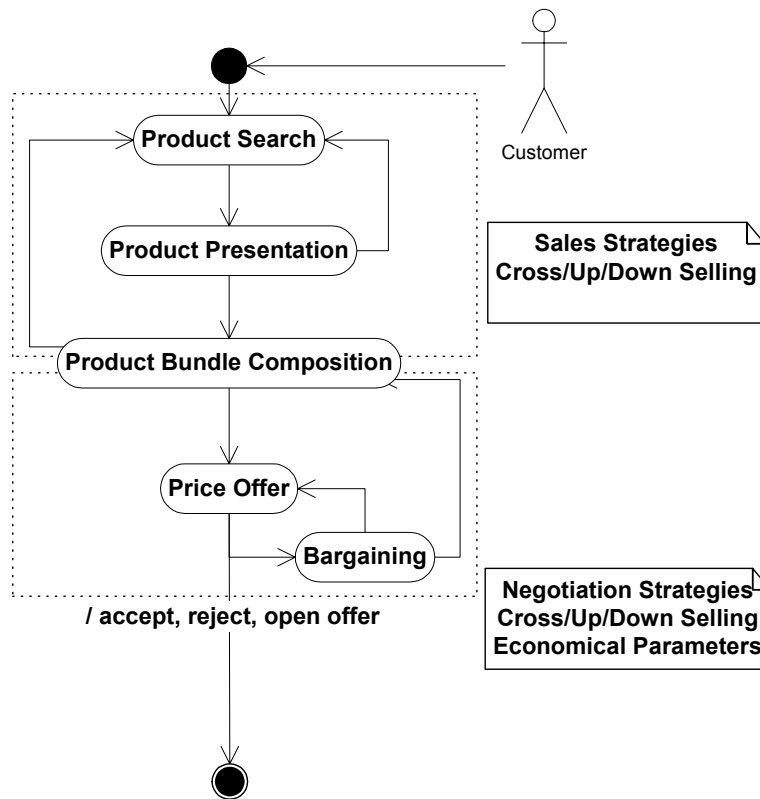 Customer
Product Search
Product Presentation
Sales Strategies
Cross/Up/Down Selling
Product Bundle Composition
Price Offer
Bargaining
/ accept, reject, open offer
Negotiation Strategies
Cross/Up/Down Selling
Economical Parameters